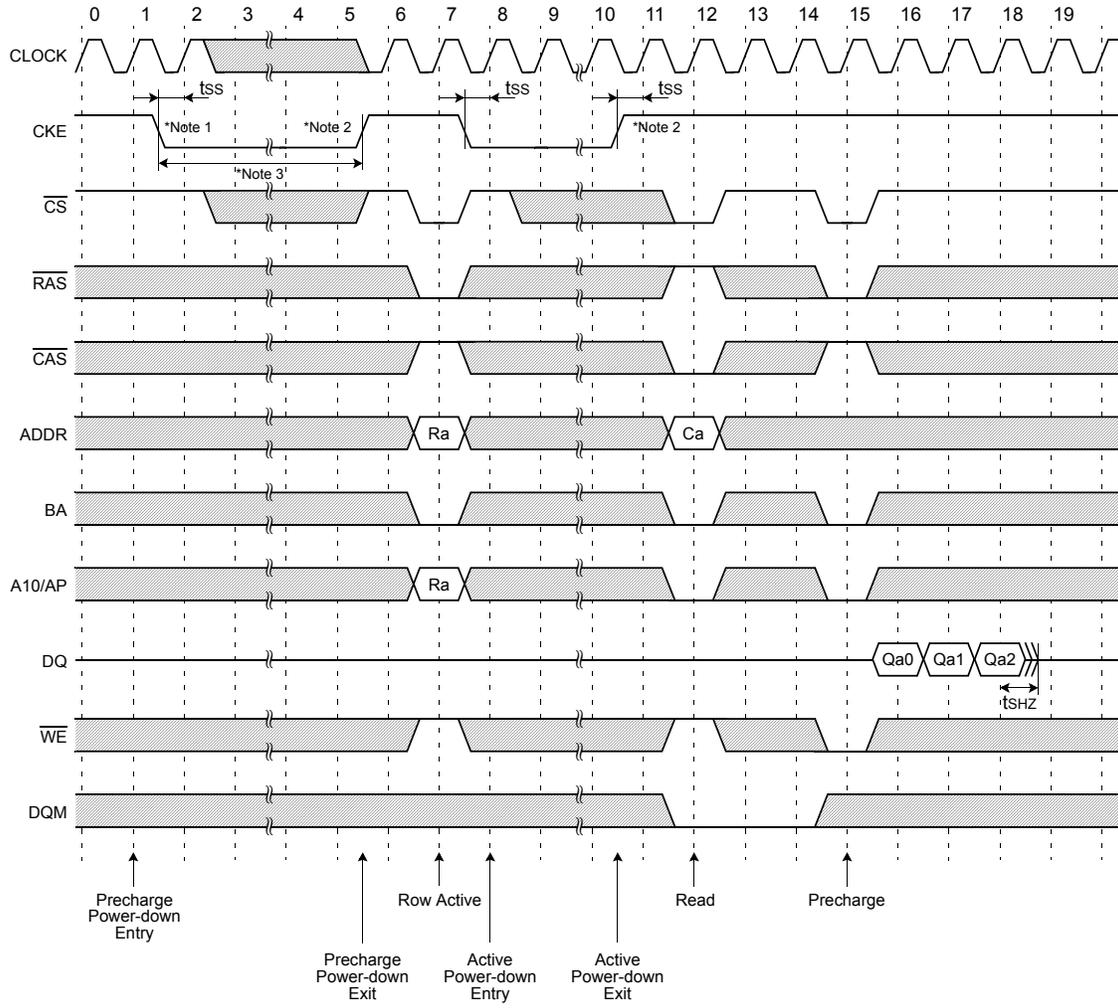 0 1 2 3 4 5 6 7 8 9 10 11 12 13 14 15 16 17 18 19
CLOCK
tSS tSS tSS
CKE *Note 1 *Note 2 *Note 2
*Note 3
CS
RAS
CAS
ADDR Ra Ca
BA
A10/AP Ra
DQ Qa0 Qa1 Qa2
tSHZ
WE
DQM
Precharge
Power-down
Entry
Row Active
Read
Precharge
Precharge
Power-down
Exit
Active
Power-down
Entry
Active
Power-down
Exit